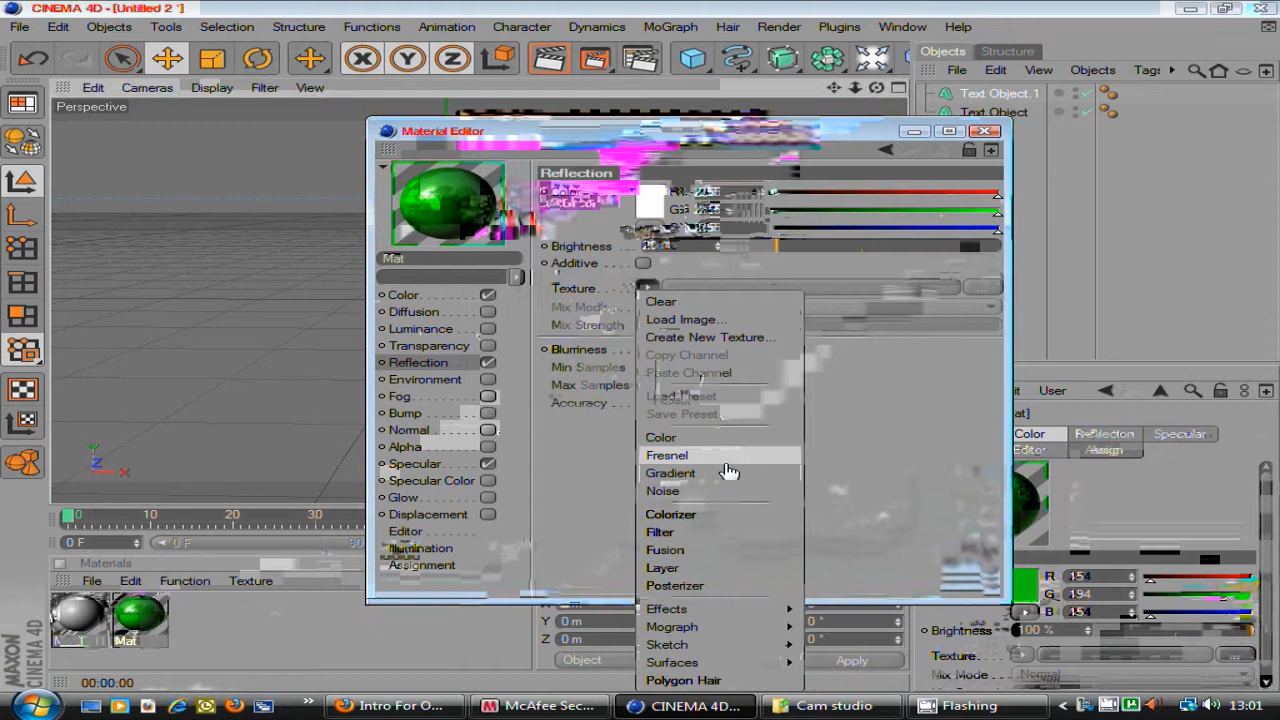 CINEMA 4D - [Untitled 2 *]
File Edit Objects Tools Selection Structure Functions Animation Character Dynamics MoGraph Hair Render Plugins Window Help
X Y Z
Objects Structure
File Edit View Objects Tags
Edit Cameras Display Filter View
Perspective
Text Object.1
Text Object
Material Editor
Reflection
Color
R
G
Brightness
Additive
Mat
Texture
Mix Mode
Mix Strength
Blurriness
Min Samples
Max Samples
Accuracy
Color
Diffusion
Luminance
Transparency
Reflection
Environment
Fog
Bump
Normal
Alpha
Specular
Specular Color
Glow
Displacement
Editor
Illumination
Assignment
Clear
Load Image...
Create New Texture...
Copy Channel
Paste Channel
Load Preset
Save Preset
Color
Fresnel
Gradient
Noise
Colorizer
Filter
Fusion
Layer
Posterizer
Effects
Mograph
Sketch
Surfaces
Polygon Hair
Z X
0 10 20 30
0 F 0 F
Materials
File Edit Function Texture
Mat
Y 0 m 0 °
Z 0 m 0 °
Object Apply
User
Color Reflection Specular
Editor Assign
R 154
G 194
B 154
Brightness 100 %
Texture
Mix Mode Normal
MAXON
CINEMA 4D
00:00:00
Intro For O... McAfee Sec... CINEMA 4D... Cam studio Flashing 13:01